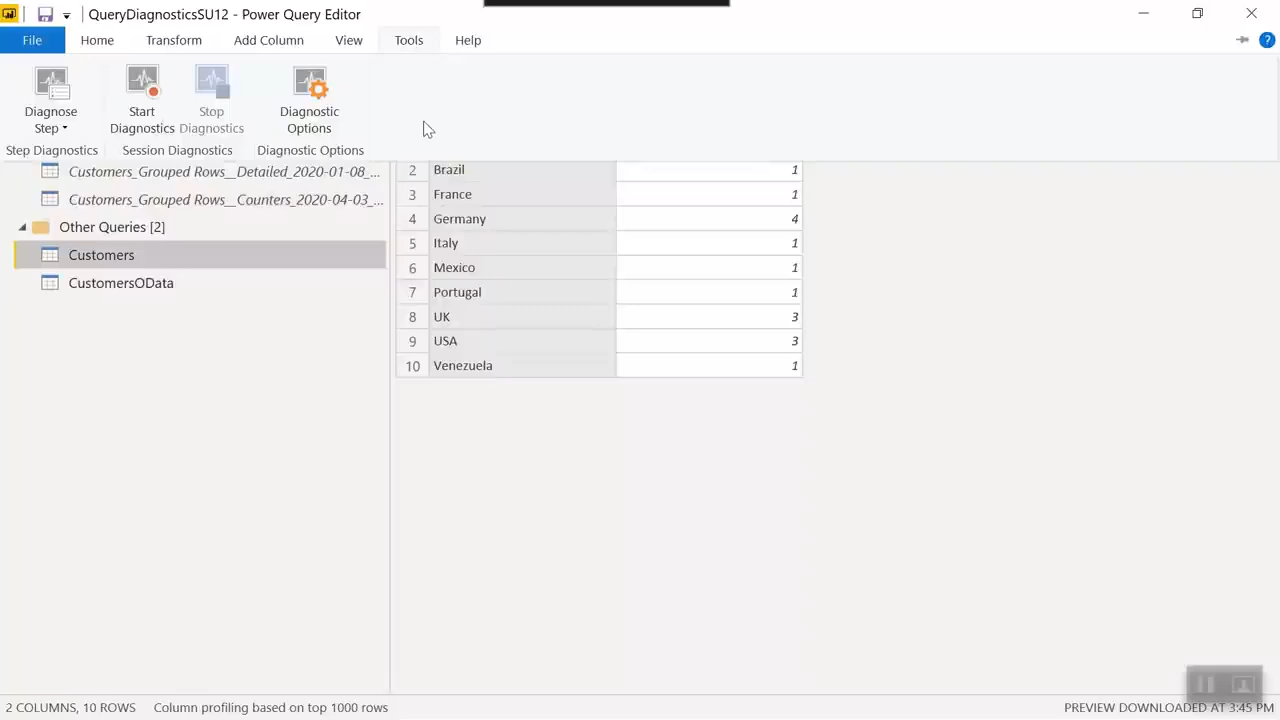 QueryDiagnosticsSU12 - Power Query Editor
File Home Transform Add Column View Tools Help
?
Diagnose Step
Start Diagnostics
Stop Diagnostics
Diagnostic Options
Step Diagnostics
Session Diagnostics
Diagnostic Options
Customers_Grouped Rows__Detailed_2020-01-08_...
Customers_Grouped Rows__Counters_2020-04-03_...
Other Queries [2]
Customers
CustomersOData
2 Brazil 1
3 France 1
4 Germany 4
5 Italy 1
6 Mexico 1
7 Portugal 1
8 UK 3
9 USA 3
10 Venezuela 1
2 COLUMNS, 10 ROWS Column profiling based on top 1000 rows
PREVIEW DOWNLOADED AT 3:45 PM